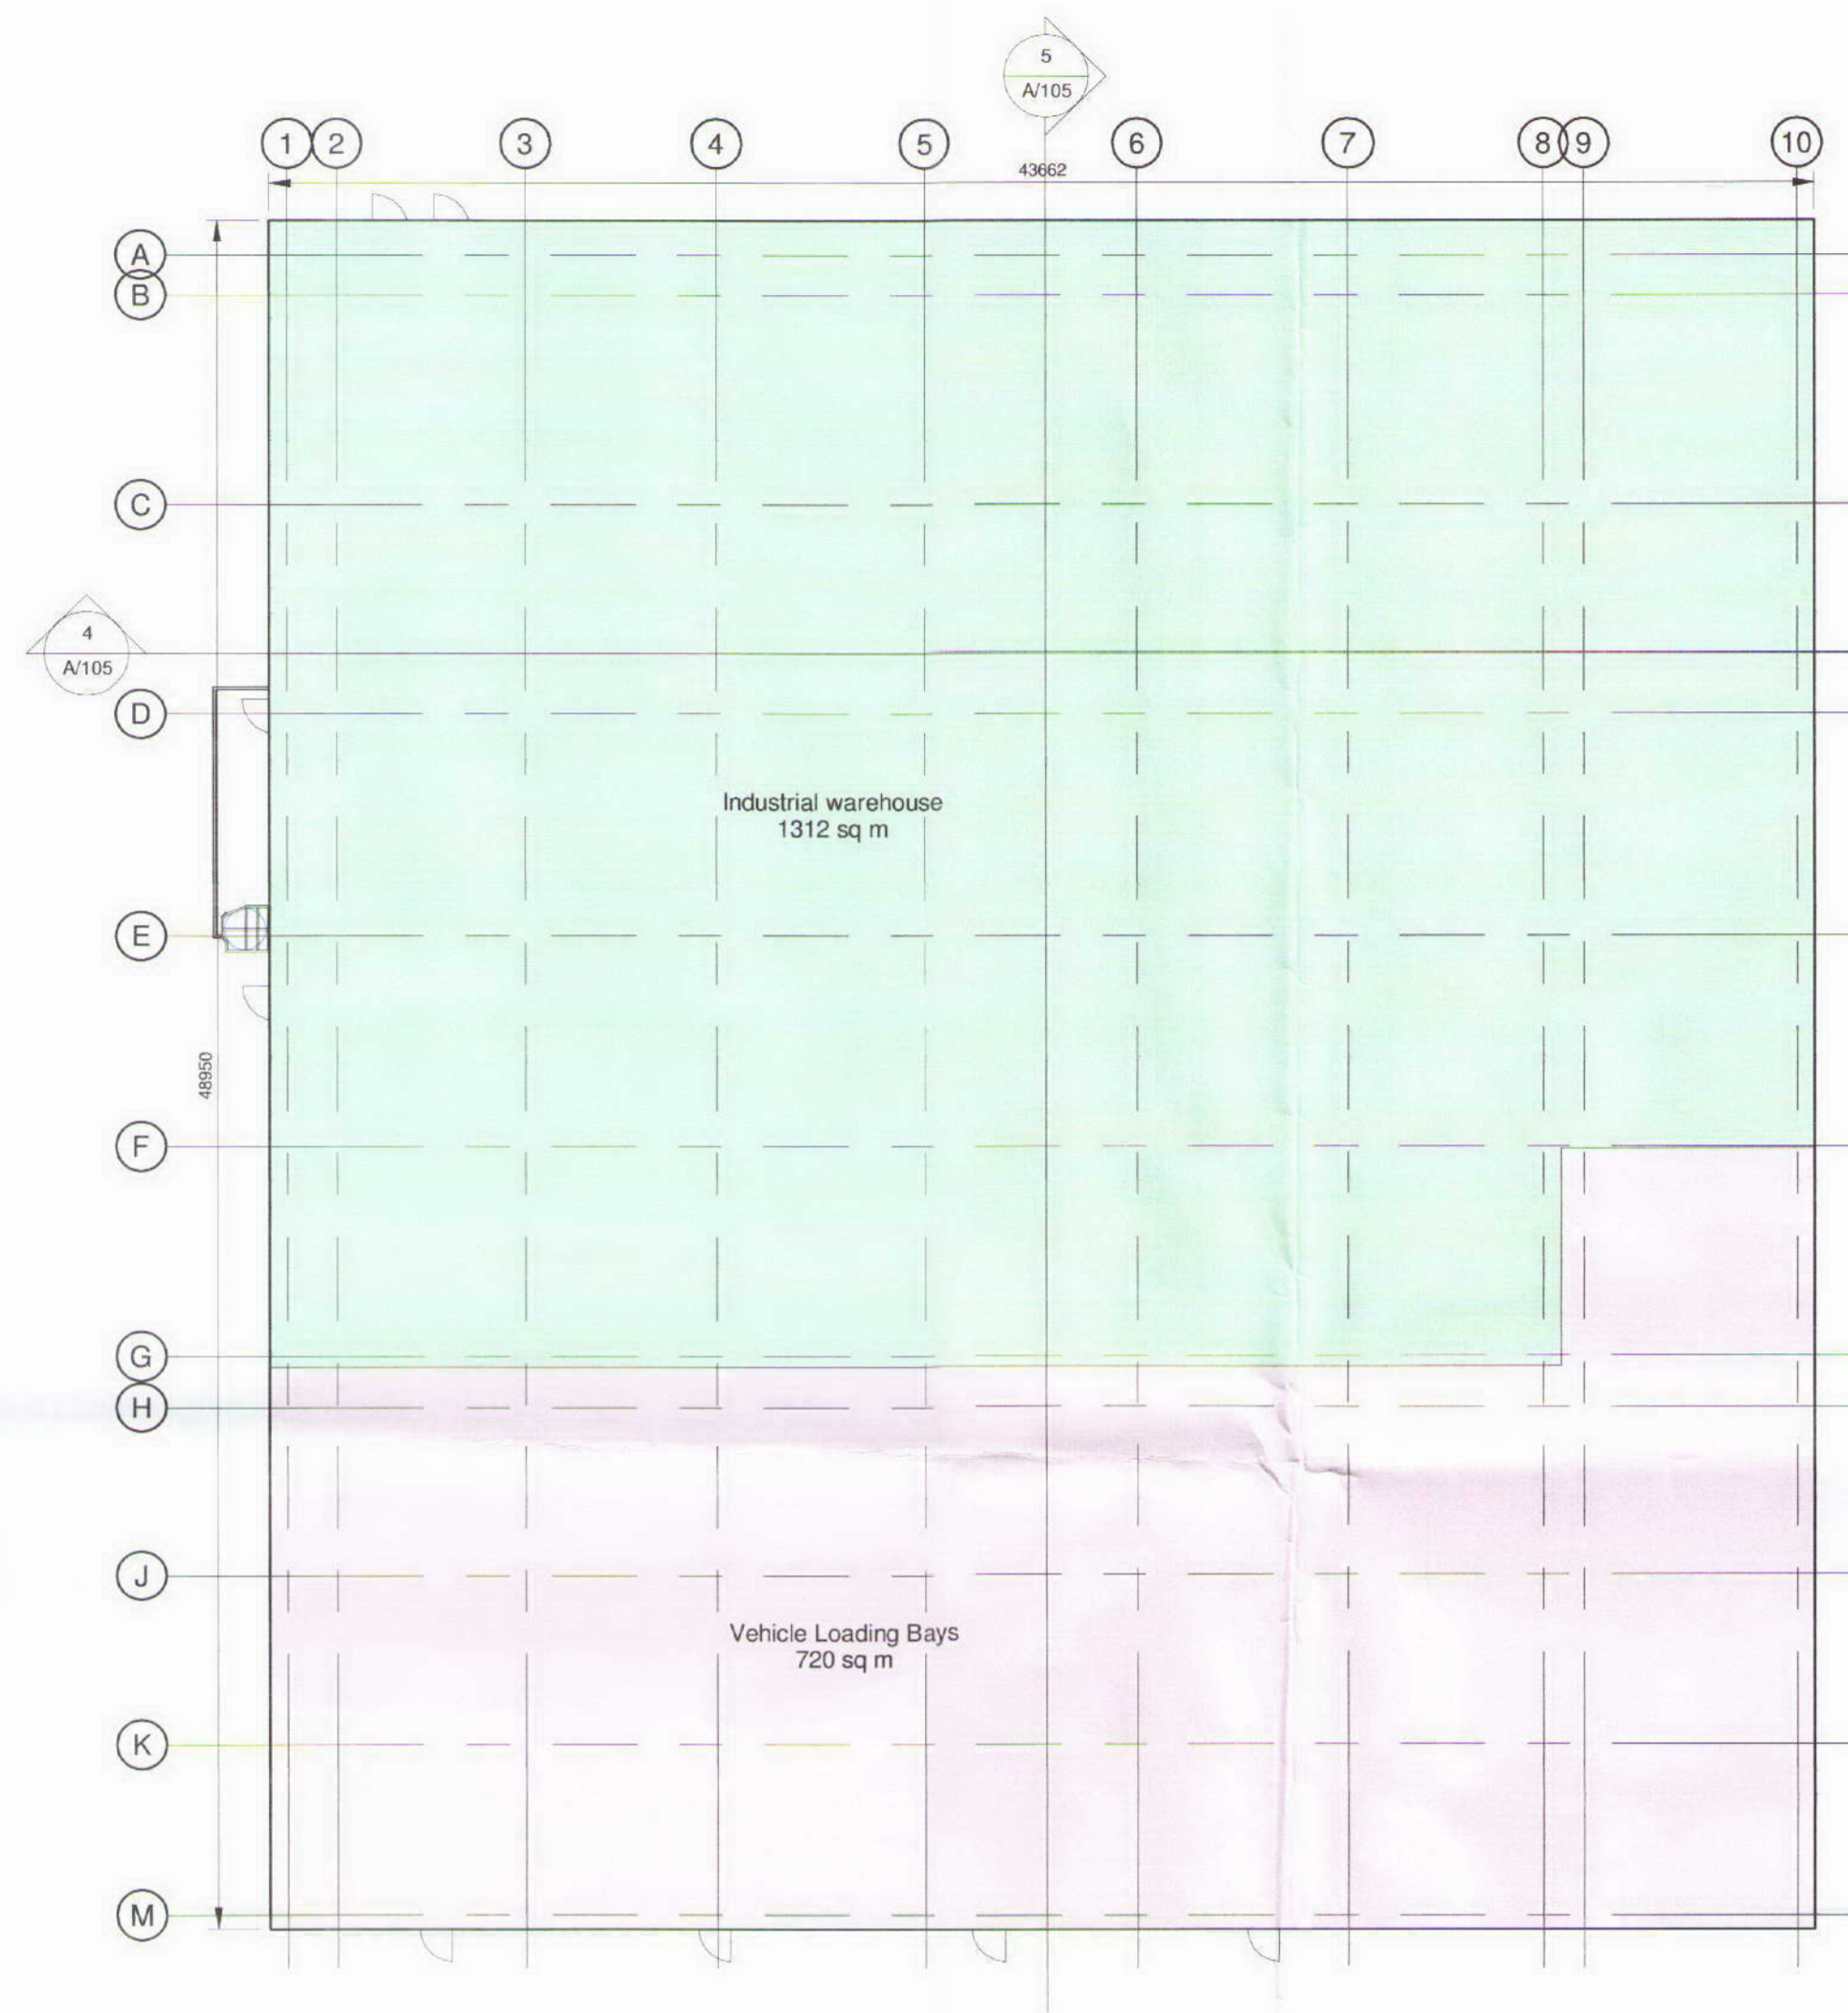 5
A/105
1 2 3 4 5 6 7 8 9 10
43662
A
B
C
4
A/105
D
Industrial warehouse
1312 sq m
E
48950
F
G
H
J
Vehicle Loading Bays
720 sq m
K
M